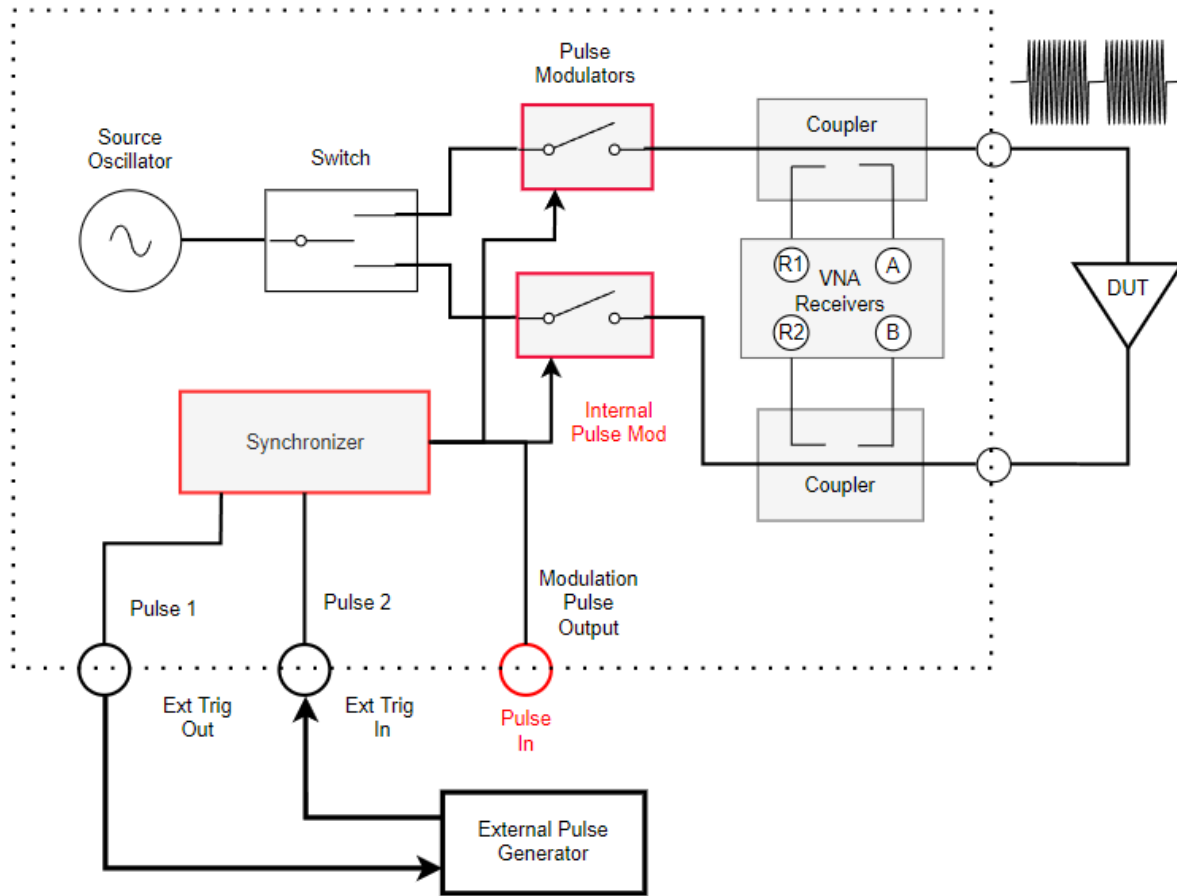 Pulse
Modulators
Coupler
Source
Oscillator
Switch
R1
A
VNA
Receivers
R2
B
DUT
Internal
Pulse Mod
Synchronizer
Coupler
Modulation
Pulse
Output
Pulse 1
Pulse 2
Ext Trig
Out
Ext Trig
In
Pulse
In
External Pulse
Generator